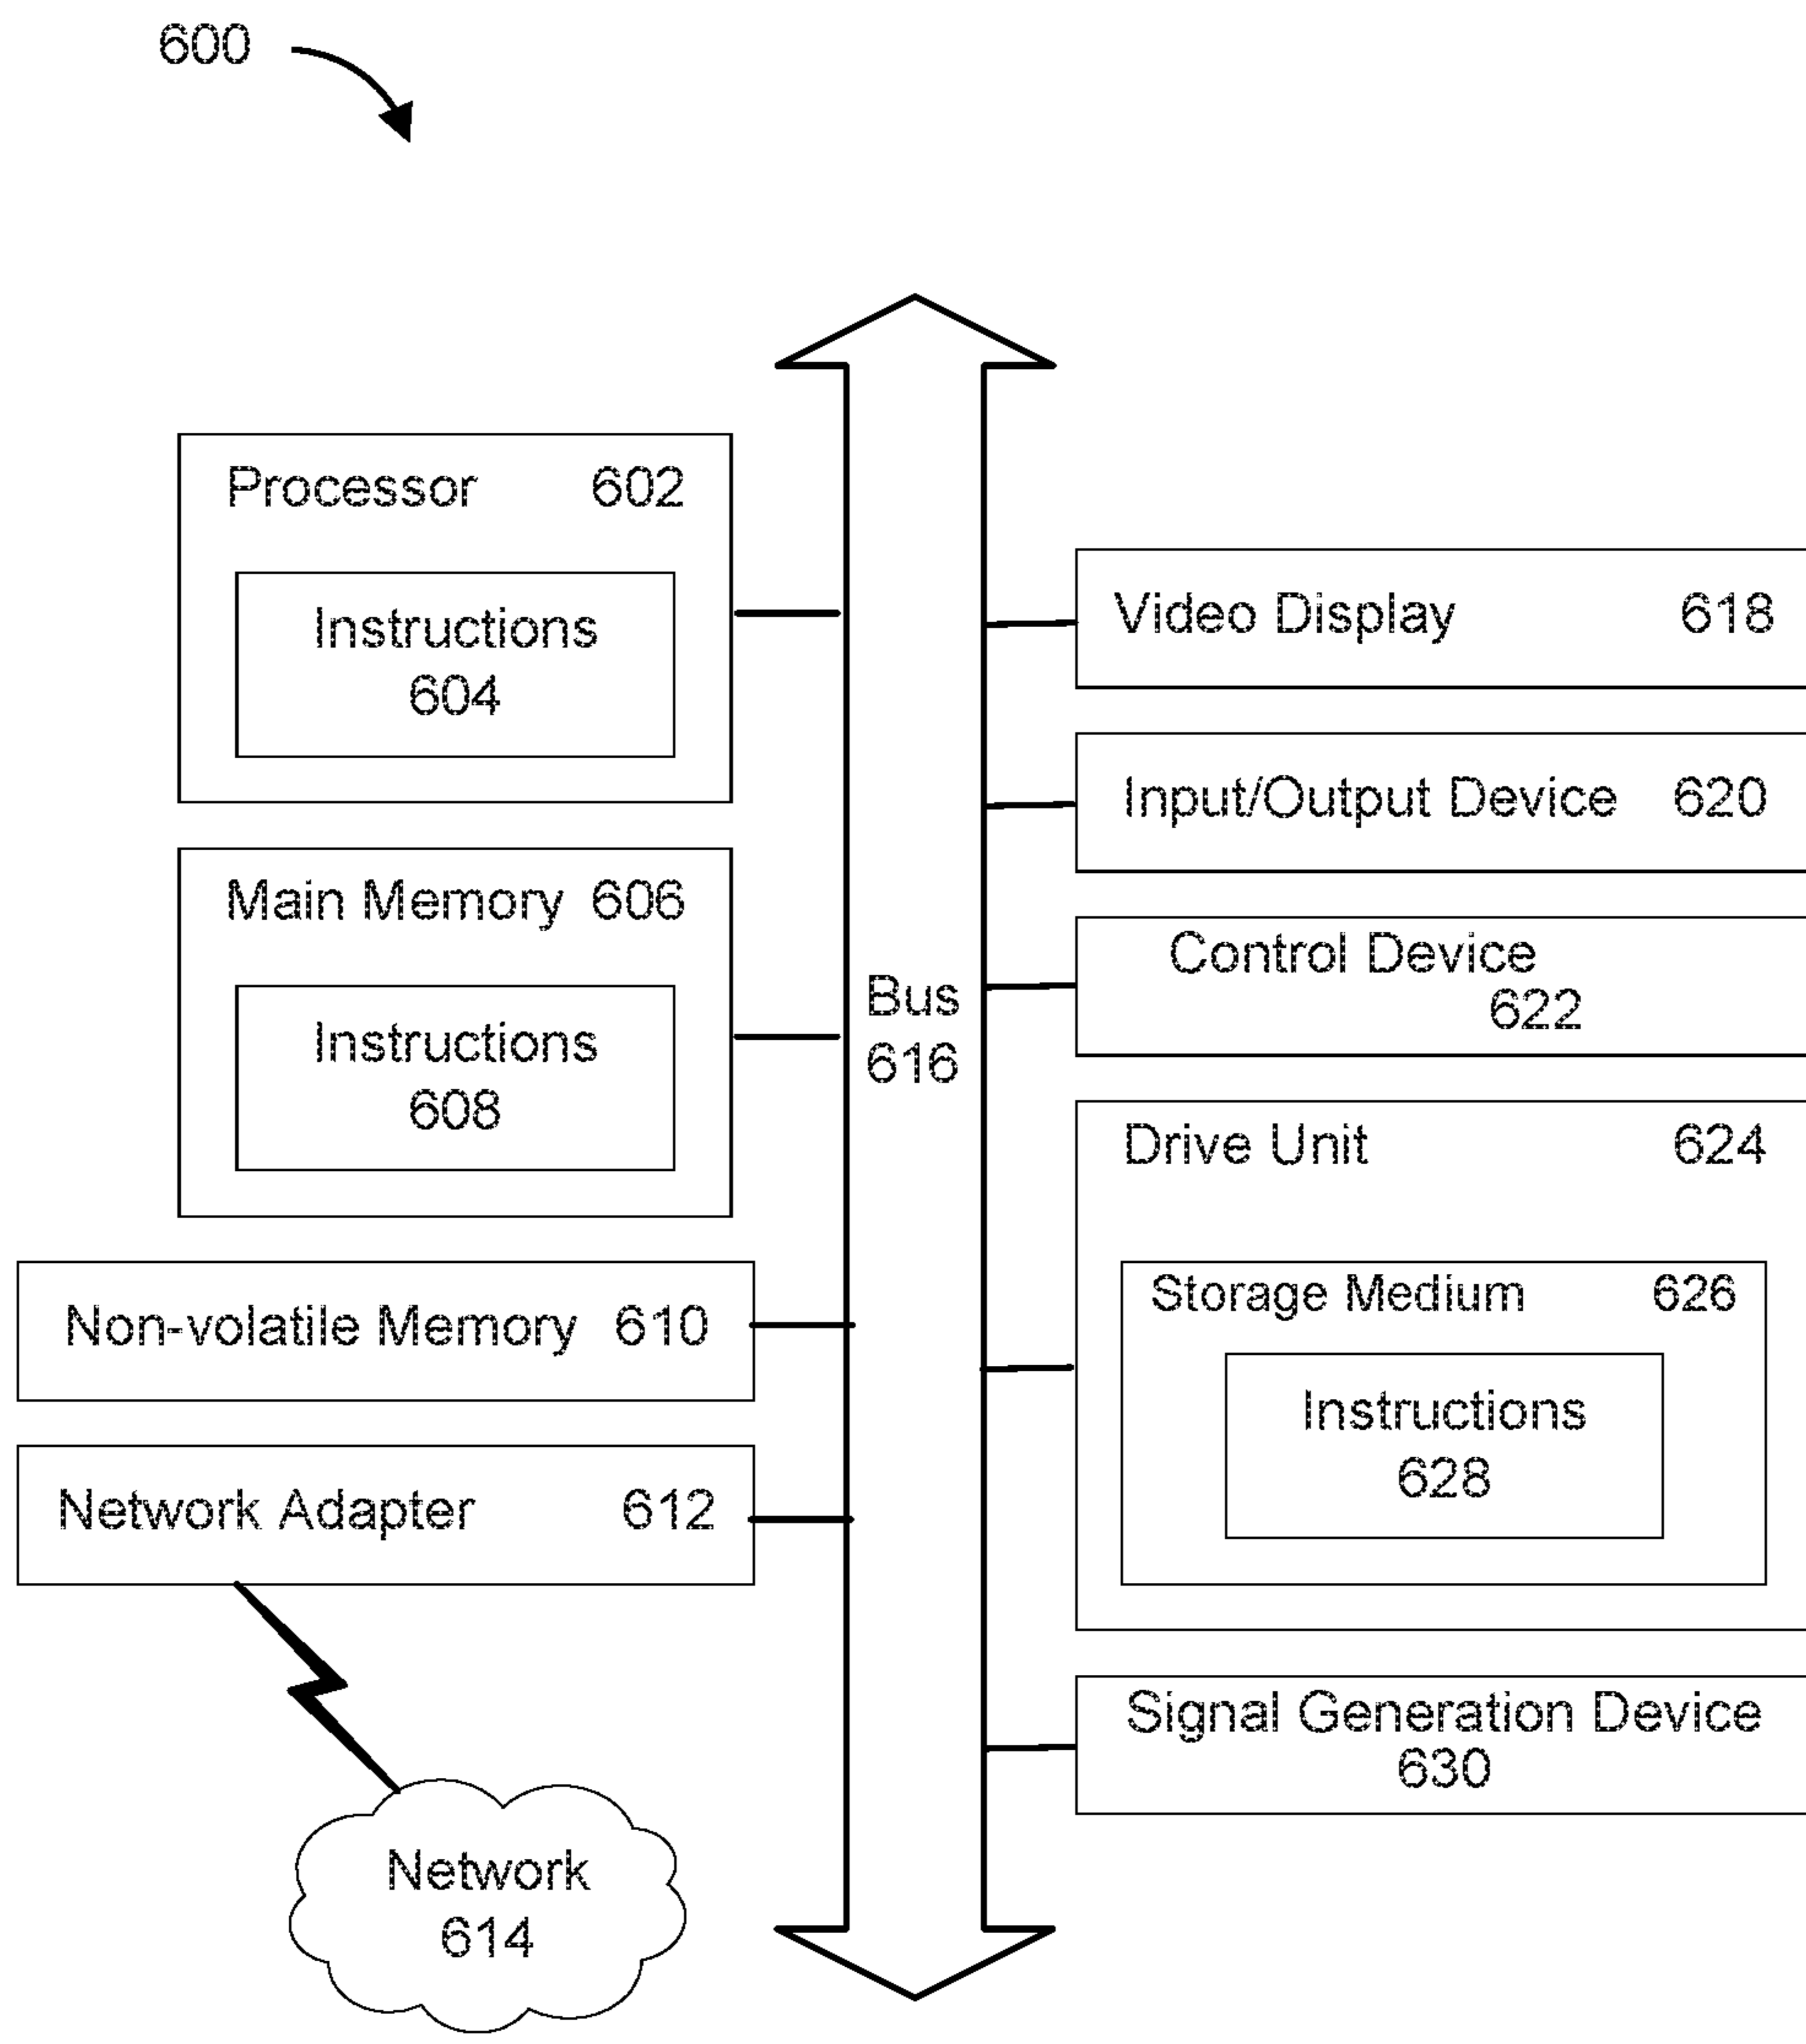 600
Processor 602
Instructions
604
Main Memory 606
Instructions
608
Non-volatile Memory 610
Network Adapter 612
Network
614
Bus
616
Video Display 618
Input/Output Device 620
Control Device
622
Drive Unit 624
Storage Medium 626
Instructions
628
Signal Generation Device
630